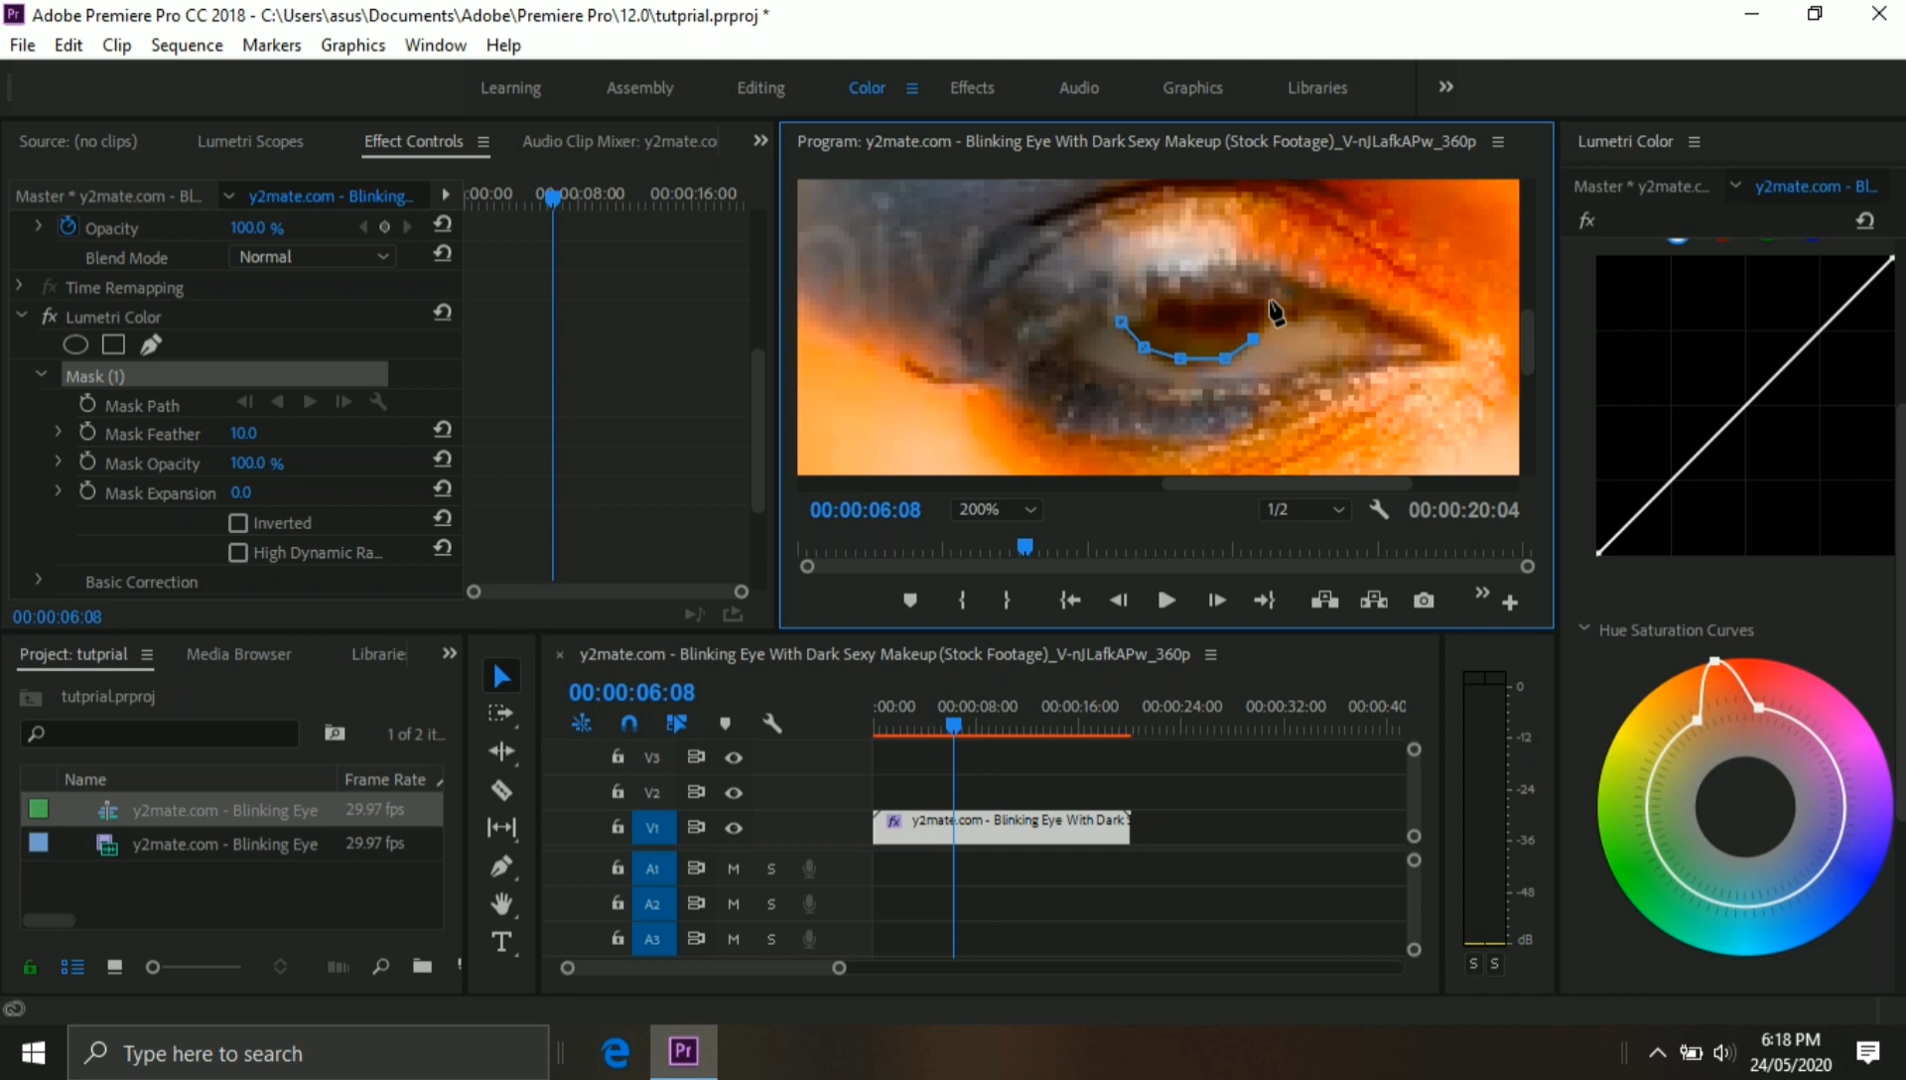 Adobe Premiere Pro CC 2018 - C:\Users\asus\Documents\Adobe\Premiere Pro\12.0\tutprial.prproj *
File Edit Clip Sequence Markers Graphics Window Help
Learning Assembly Editing Color Effects Audio Graphics Libraries
Source: (no clips) Lumetri Scopes Effect Controls Audio Clip Mixer: y2mate.co
Program: y2mate.com - Blinking Eye With Dark Sexy Makeup (Stock Footage)_V-nJLafkAPw_360p
Lumetri Color
Master * y2mate.com - BL... y2mate.com - Blinking... :00:00 00:00:08:00 00:00:16:00
Master * y2mate.c... y2mate.com - BL...
fx
Opacity 100.0 %
Blend Mode Normal
fx Time Remapping
fx Lumetri Color
Mask (1)
Mask Path
Mask Feather 10.0
Mask Opacity 100.0 %
Mask Expansion 0.0
Inverted
High Dynamic Ra...
Basic Correction
00:00:06:08
00:00:06:08 200% 1/2 00:00:20:04
Hue Saturation Curves
Project: tutprial Media Browser Librarie
tutprial.prproj
1 of 2 it...
Name Frame Rate
y2mate.com - Blinking Eye 29.97 fps
y2mate.com - Blinking Eye 29.97 fps
T
× y2mate.com - Blinking Eye With Dark Sexy Makeup (Stock Footage)_V-nJLafkAPw_360p
00:00:06:08
:00:00 00:00:08:00 00:00:16:00 00:00:24:00 00:00:32:00 00:00:40
V3
V2
V1 fx y2mate.com - Blinking Eye With Dark
A1 M S
A2 M S
A3 M S
0
-12
-24
-36
-48
dB
S S
Type here to search
Pr
6:18 PM
24/05/2020